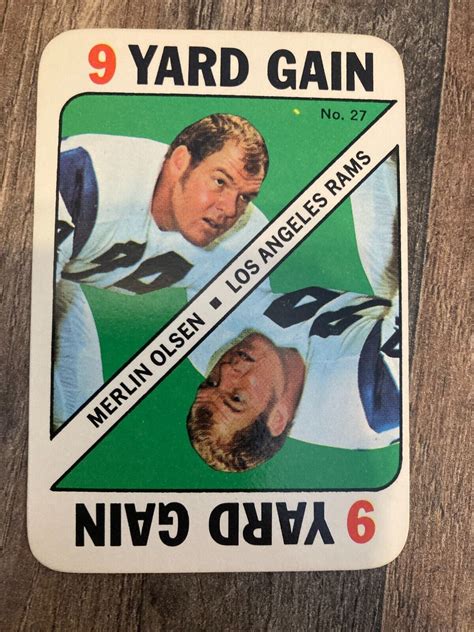 9 YARD GAIN
No. 27
MERLIN OLSEN ■ LOS ANGELES RAMS
9 YARD GAIN